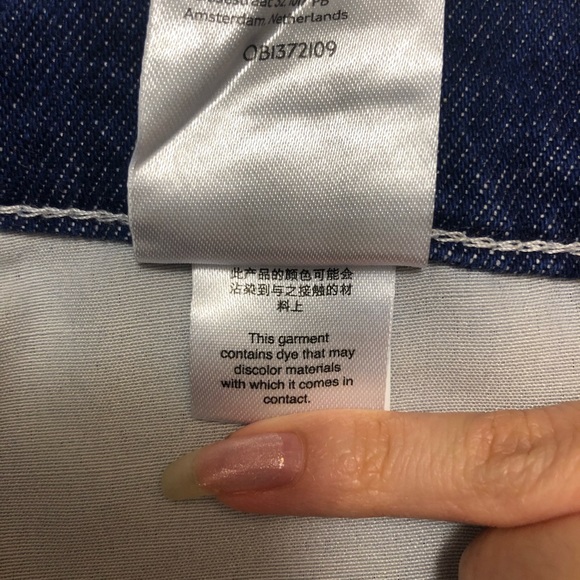 PB
Amsterdam Netherlands
OB1372109
此产品的颜色可能会
沾染到与之接触的材
料上
This garment
contains dye that may
discolor materials
with which it comes in
contact.